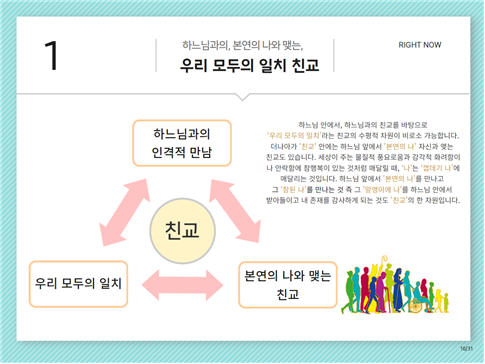 1
하느님과의, 본연의 나와 맺는,
우리 모두의 일치 친교
RIGHT NOW
하느님과의
인격적 만남
친교
우리 모두의 일치
본연의 나와 맺는
친교
하느님 안에서, 하느님과의 친교를 바탕으로
'우리 모두의 일치'라는 친교의 수평적 차원이 비로소 가능합니다.
더나아가 '친교' 안에는 하느님 앞에서 '본연의 나' 자신과 맺는
친교도 있습니다. 세상이 주는 물질적 풍요로움과 감각적 화려함이
나 안락함에 참행복이 있는 것처럼 매달릴 때, '나'는 '껍데기 나'에
매달리는 것입니다. 하느님 앞에서 '본연의 나'를 만나고
그 '참된 나'를 만나는 것 즉 그 '알맹이에 나'를 하느님 안에서
받아들이고 내 존재를 감사하게 되는 것도 '친교'의 한 차원입니다.
10/31